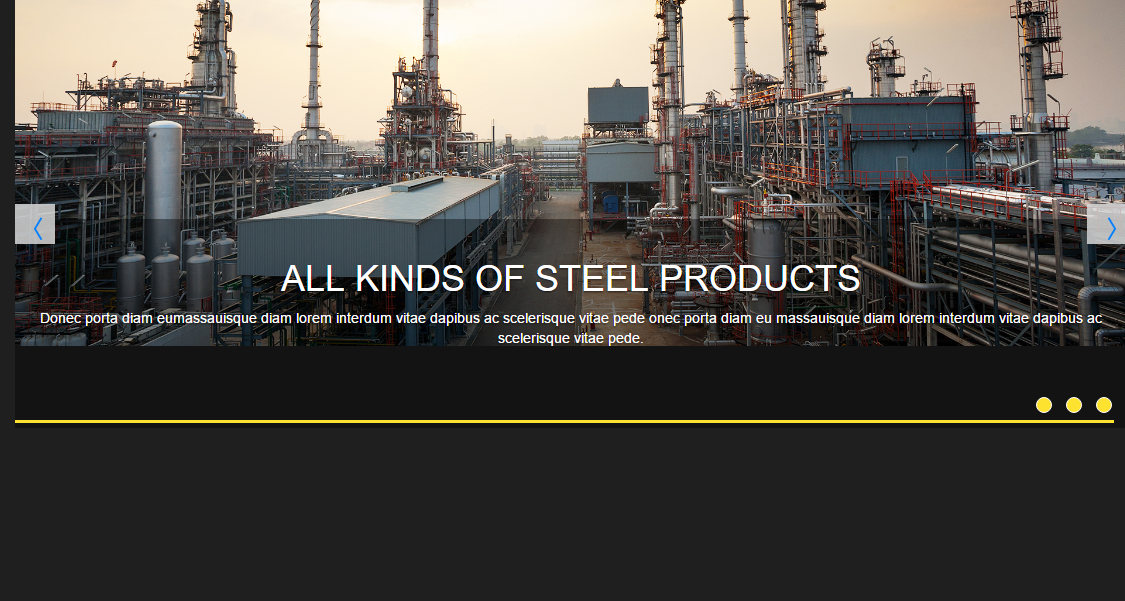 ALL KINDS OF STEEL PRODUCTS
Donec porta diam eumassauisque diam lorem interdum vitae dapibus ac scelerisque vitae pede onec porta diam eu massauisque diam lorem interdum vitae dapibus ac
scelerisque vitae pede.